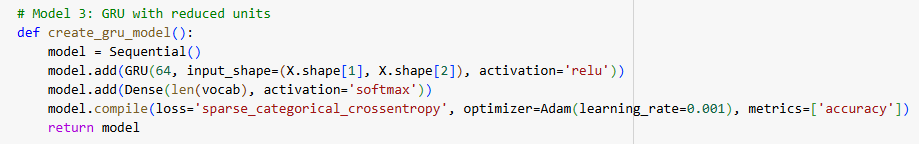 # Model 3: GRU with reduced units
def create_gru_model():
    model = Sequential()
    model.add(GRU(64, input_shape=(X.shape[1], X.shape[2]), activation='relu'))
    model.add(Dense(len(vocab), activation='softmax'))
    model.compile(loss='sparse_categorical_crossentropy', optimizer=Adam(learning_rate=0.001), metrics=['accuracy'])
    return model